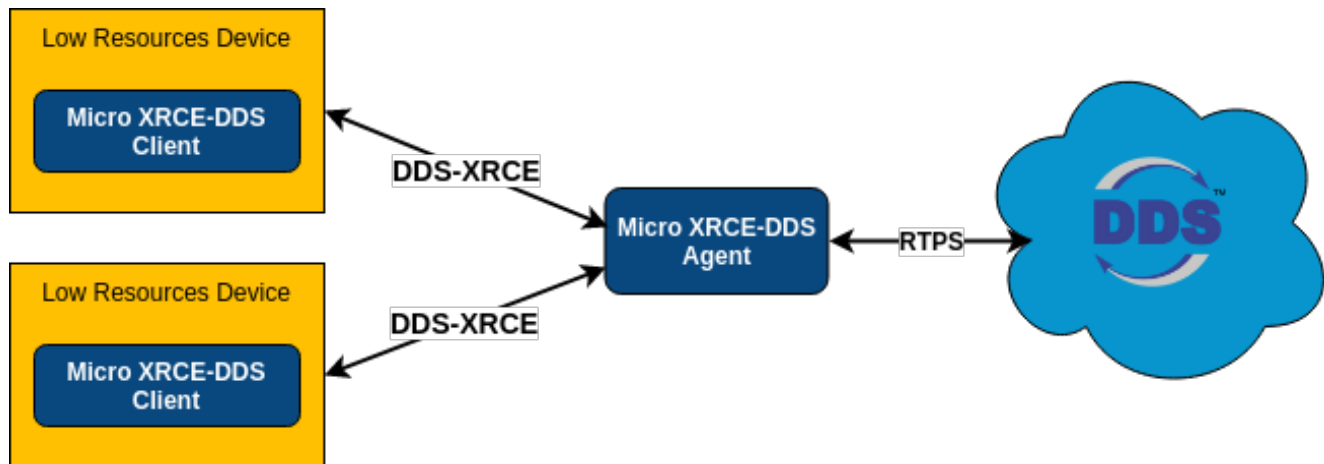 Low Resources Device
Micro XRCE-DDS
Client
DDS-XRCE
Micro XRCE-DDS
Agent
RTPS
DDS™
Low Resources Device
Micro XRCE-DDS
Client
DDS-XRCE